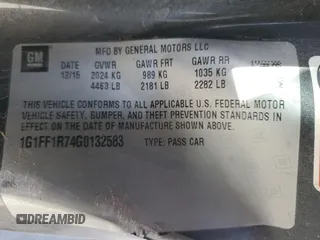 GM
MFD BY GENERAL MOTORS LLC
12/15 GVWR GAWR FRT GAWR RR
2024 KG 989 KG 1035 KG
4463 LB 2181 LB 2282 LB
THIS VEHICLE CONFORMS TO ALL APPLICABLE U.S. FEDERAL MOTOR
VEHICLE SAFETY, BUMPER, AND THEFT PREVENTION STANDARDS IN
EFFECT ON THE DATE OF MANUFACTURE SHOWN ABOVE.
1G1FF1R74G0132583 TYPE: PASS CAR